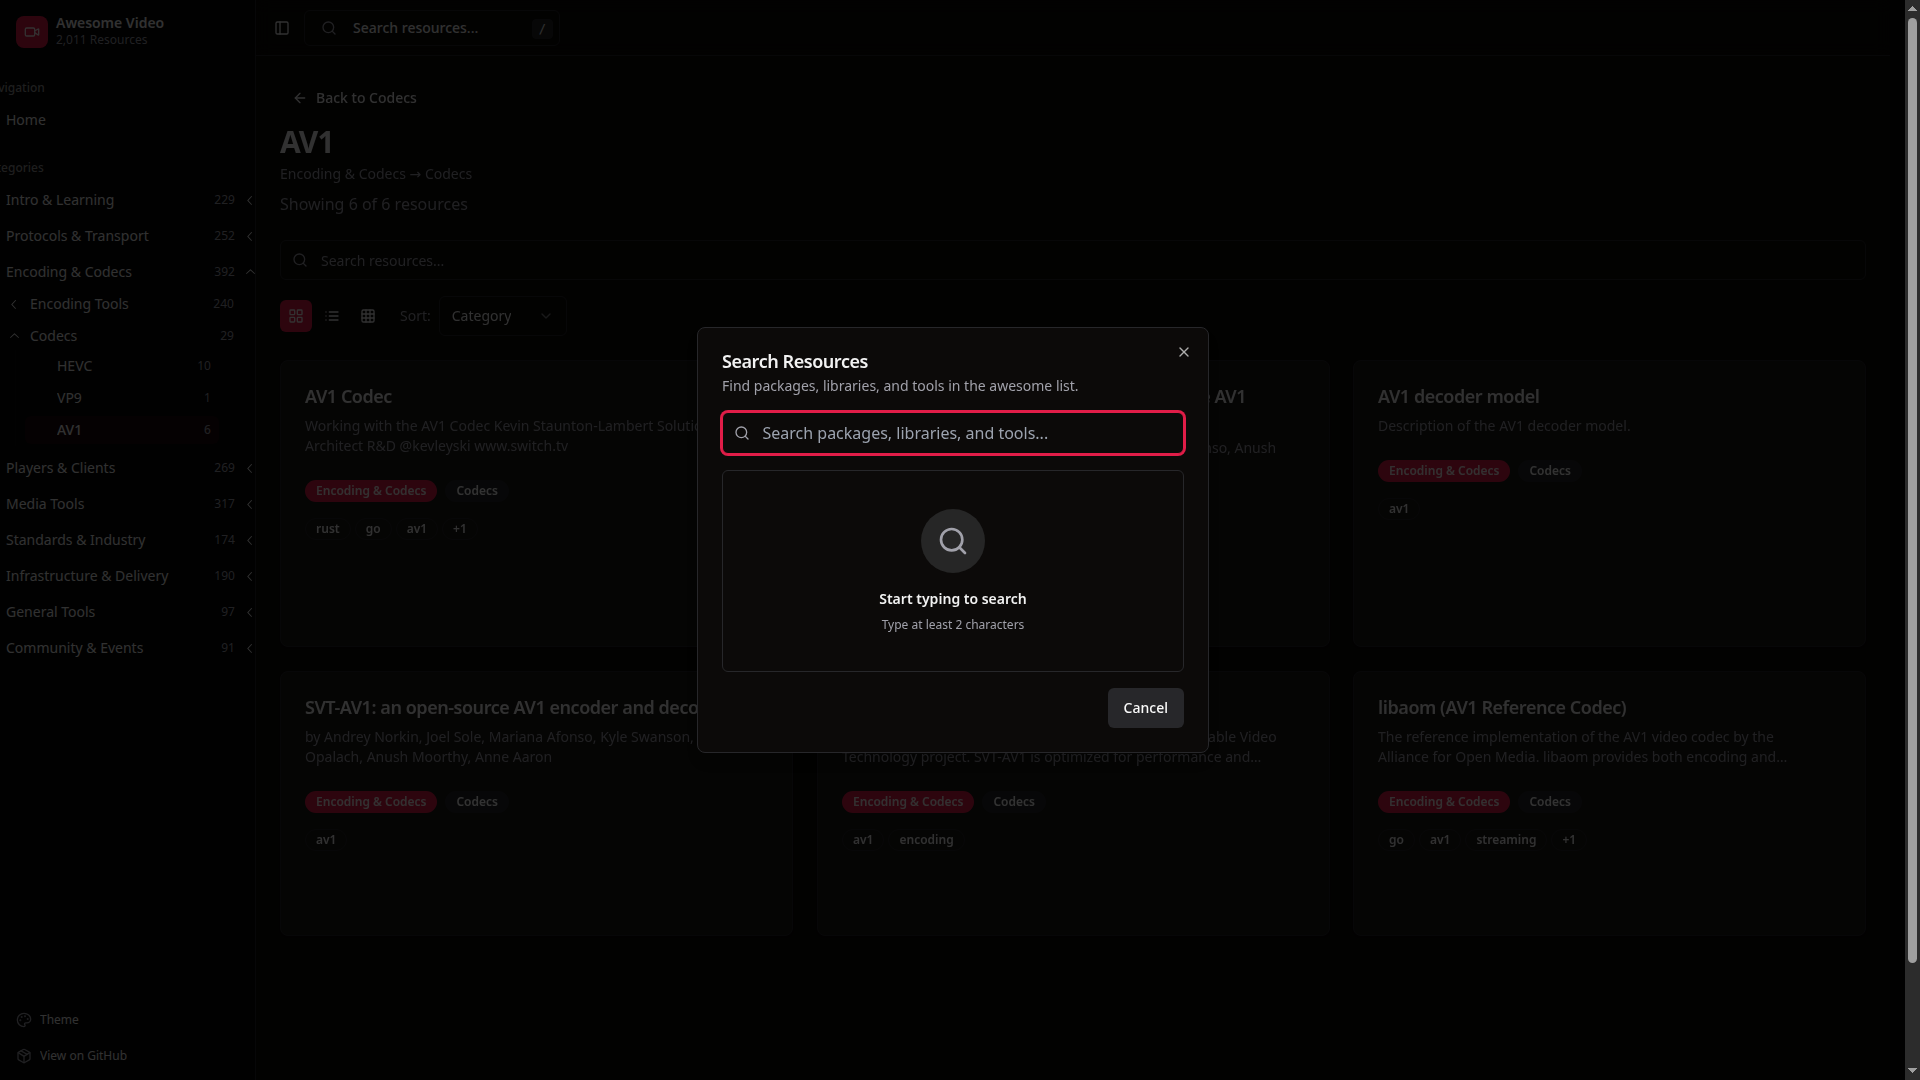 Awesome Video
2,011 Resources
Search resources...
/
vigation
Home
egories
Intro & Learning 229
Protocols & Transport 252
Encoding & Codecs 392
Encoding Tools 240
Codecs 29
HEVC 10
VP9 1
AV1 6
Players & Clients 269
Media Tools 317
Standards & Industry 174
Infrastructure & Delivery 190
General Tools 97
Community & Events 91
Theme
View on GitHub
Back to Codecs
AV1
Encoding & Codecs → Codecs
Showing 6 of 6 resources
Search resources...
Sort: Category
AV1 Codec
Working with the AV1 Codec Kevin Staunton-Lambert
Architect R&D @kevleyski www.switch.tv
Encoding & Codecs Codecs
rust go av1 +1
AV1
Anush
AV1 decoder model
Description of the AV1 decoder model.
Encoding & Codecs Codecs
av1
Search Resources
Find packages, libraries, and tools in the awesome list.
Search packages, libraries, and tools...
Start typing to search
Type at least 2 characters
Cancel
SVT-AV1: an open-source AV1 encoder and deco
by Andrey Norkin, Joel Sole, Mariana Afonso, Kyle Swanson,
Opalach, Anush Moorthy, Anne Aaron
Encoding & Codecs Codecs
av1
Video
Technology project. SVT-AV1 is optimized for performance and...
Encoding & Codecs Codecs
av1 encoding
libaom (AV1 Reference Codec)
The reference implementation of the AV1 video codec by the
Alliance for Open Media. libaom provides both encoding and...
Encoding & Codecs Codecs
go av1 streaming +1